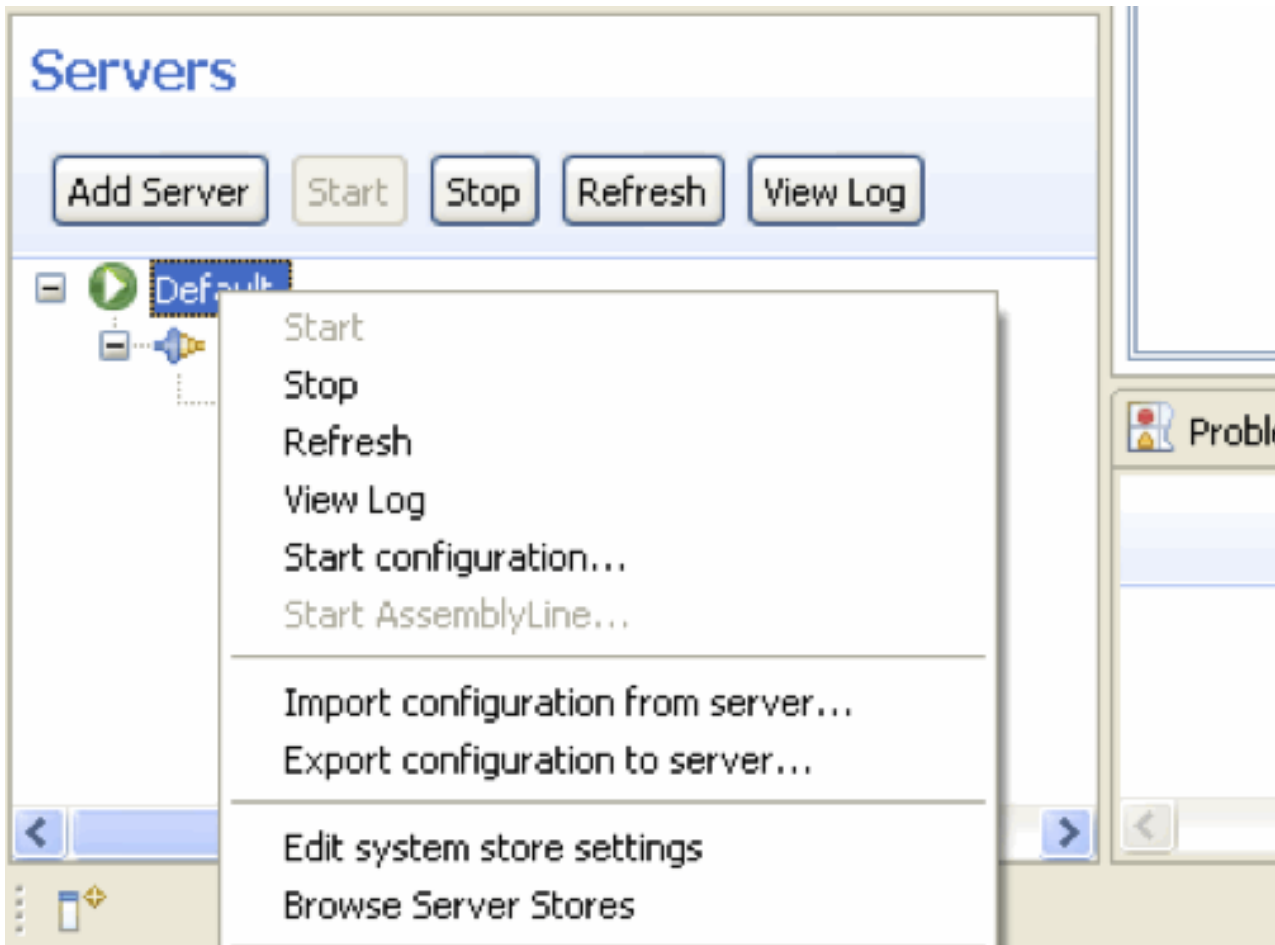 Servers
Add Server Start Stop Refresh View Log
Default
Start
Stop
Refresh
View Log
Start configuration...
Start AssemblyLine...
Import configuration from server...
Export configuration to server...
Edit system store settings
Browse Server Stores
Proble